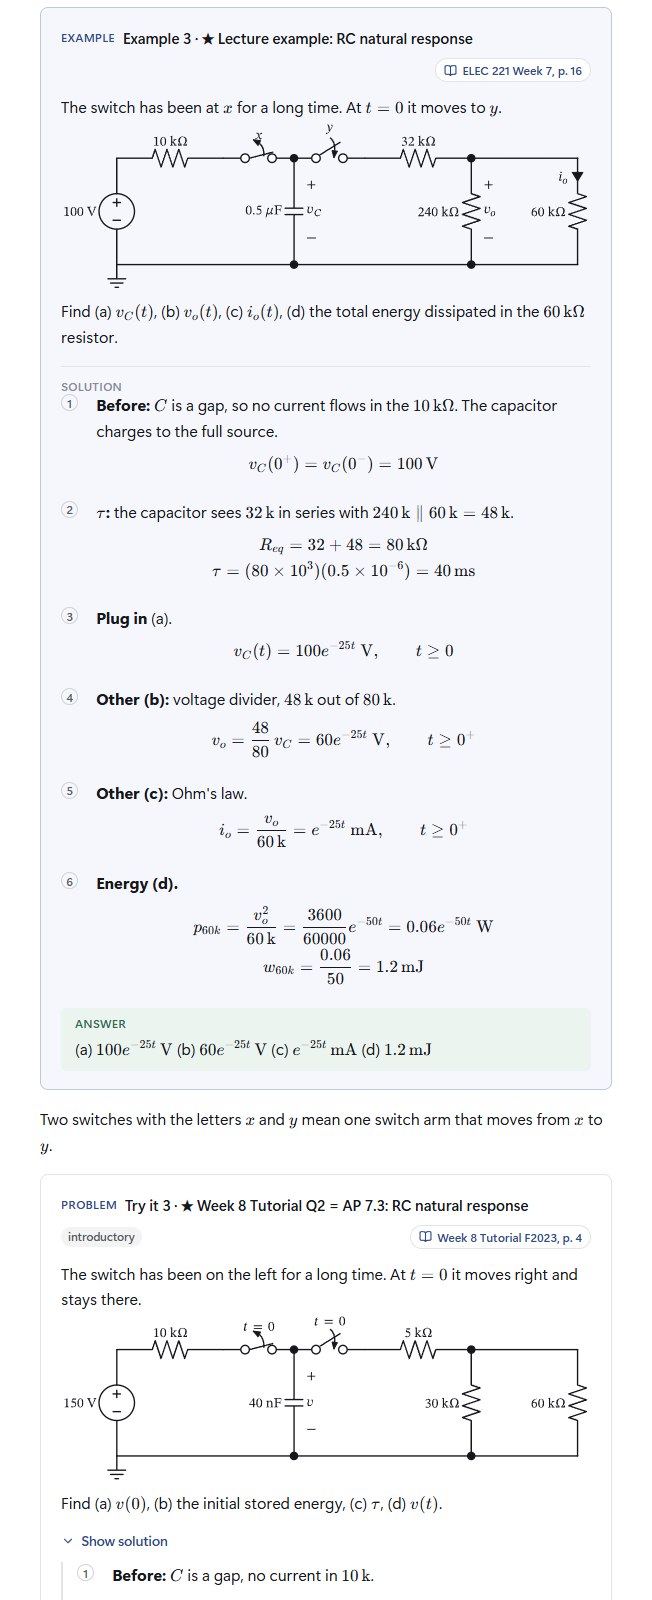 EXAMPLE Example 3 · ★ Lecture example: RC natural response
ELEC 221 Week 7, p. 16
The switch has been at x for a long time. At t = 0 it moves to y.
10 kΩ x y 32 kΩ
100 V + − 0.5 μF + v_C − 240 kΩ + v_o − i_o 60 kΩ
Find (a) v_C(t), (b) v_o(t), (c) i_o(t), (d) the total energy dissipated in the 60 kΩ
resistor.
SOLUTION
1 Before: C is a gap, so no current flows in the 10 kΩ. The capacitor
charges to the full source.
v_C(0⁺) = v_C(0⁻) = 100 V
2 τ: the capacitor sees 32 k in series with 240 k ∥ 60 k = 48 k.
R_eq = 32 + 48 = 80 kΩ
τ = (80 × 10³)(0.5 × 10⁻⁶) = 40 ms
3 Plug in (a).
v_C(t) = 100e^{−25t} V, t ≥ 0
4 Other (b): voltage divider, 48 k out of 80 k.
v_o = 48/80 v_C = 60e^{−25t} V, t ≥ 0⁺
5 Other (c): Ohm's law.
i_o = v_o/60 k = e^{−25t} mA, t ≥ 0⁺
6 Energy (d).
p_{60k} = v_o²/60 k = 3600/60000 e^{−50t} = 0.06e^{−50t} W
w_{60k} = 0.06/50 = 1.2 mJ
ANSWER
(a) 100e^{−25t} V (b) 60e^{−25t} V (c) e^{−25t} mA (d) 1.2 mJ
Two switches with the letters x and y mean one switch arm that moves from x to
y.
PROBLEM Try it 3 · ★ Week 8 Tutorial Q2 = AP 7.3: RC natural response
introductory Week 8 Tutorial F2023, p. 4
The switch has been on the left for a long time. At t = 0 it moves right and
stays there.
10 kΩ t = 0 t = 0 5 kΩ
150 V + − 40 nF + v − 30 kΩ 60 kΩ
Find (a) v(0), (b) the initial stored energy, (c) τ, (d) v(t).
Show solution
1 Before: C is a gap, no current in 10 k.